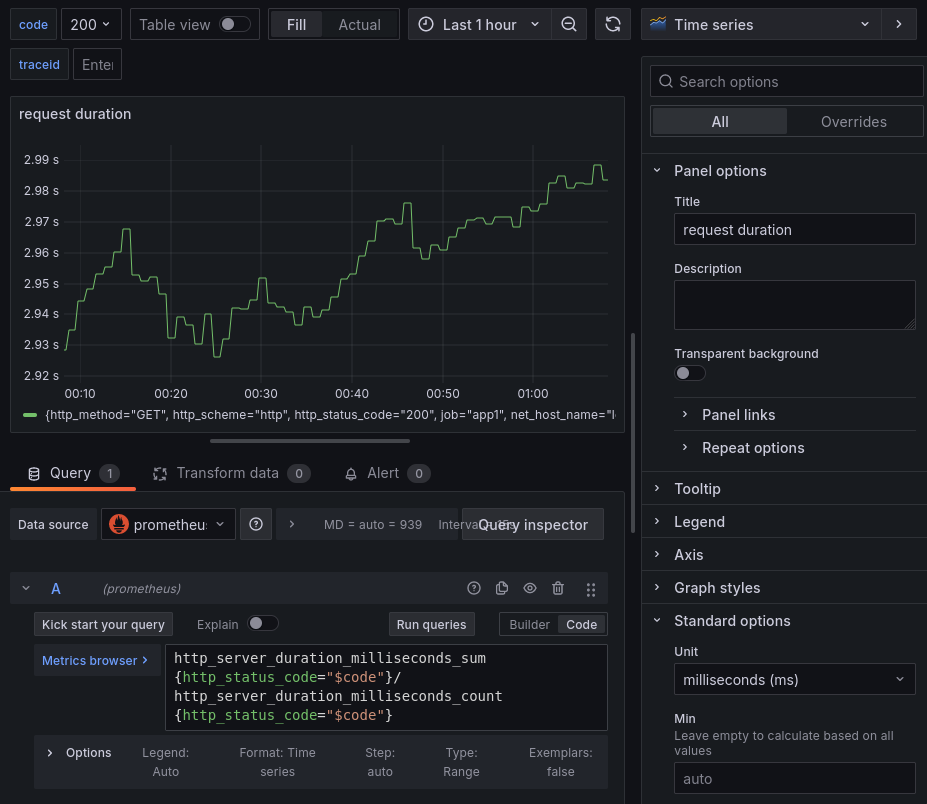 code 200 Table view Fill Actual Last 1 hour Time series
traceid Enter
Search options
All Overrides
request duration
2.99 s
2.98 s
2.97 s
2.96 s
2.95 s
2.94 s
2.93 s
2.92 s
00:10 00:20 00:30 00:40 00:50 01:00
{http_method="GET", http_scheme="http", http_status_code="200", job="app1", net_host_name="l
Panel options
Title
request duration
Description
Transparent background
Panel links
Repeat options
Tooltip
Legend
Axis
Graph styles
Standard options
Unit
milliseconds (ms)
Min
Leave empty to calculate based on all
values
auto
Query 1 Transform data 0 Alert 0
Data source prometheus MD = auto = 939 Query inspector
A (prometheus)
Kick start your query Explain Run queries Builder Code
Metrics browser >
http_server_duration_milliseconds_sum
{http_status_code="$code"}/
http_server_duration_milliseconds_count
{http_status_code="$code"}
Options Legend: Auto Format: Time series Step: auto Type: Range Exemplars: false